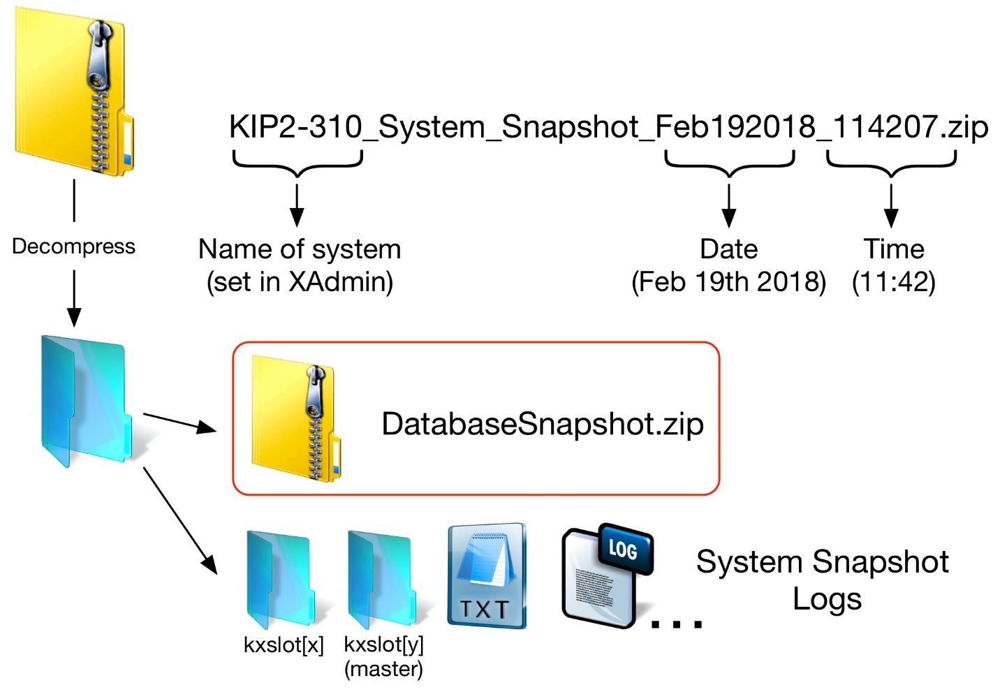 KIP2-310_System_Snapshot_Feb192018_114207.zip
Decompress
Name of system
(set in XAdmin)
Date
(Feb 19th 2018)
Time
(11:42)
DatabaseSnapshot.zip
TXT
LOG
System Snapshot
Logs
...
kxslot[x]
kxslot[y]
(master)